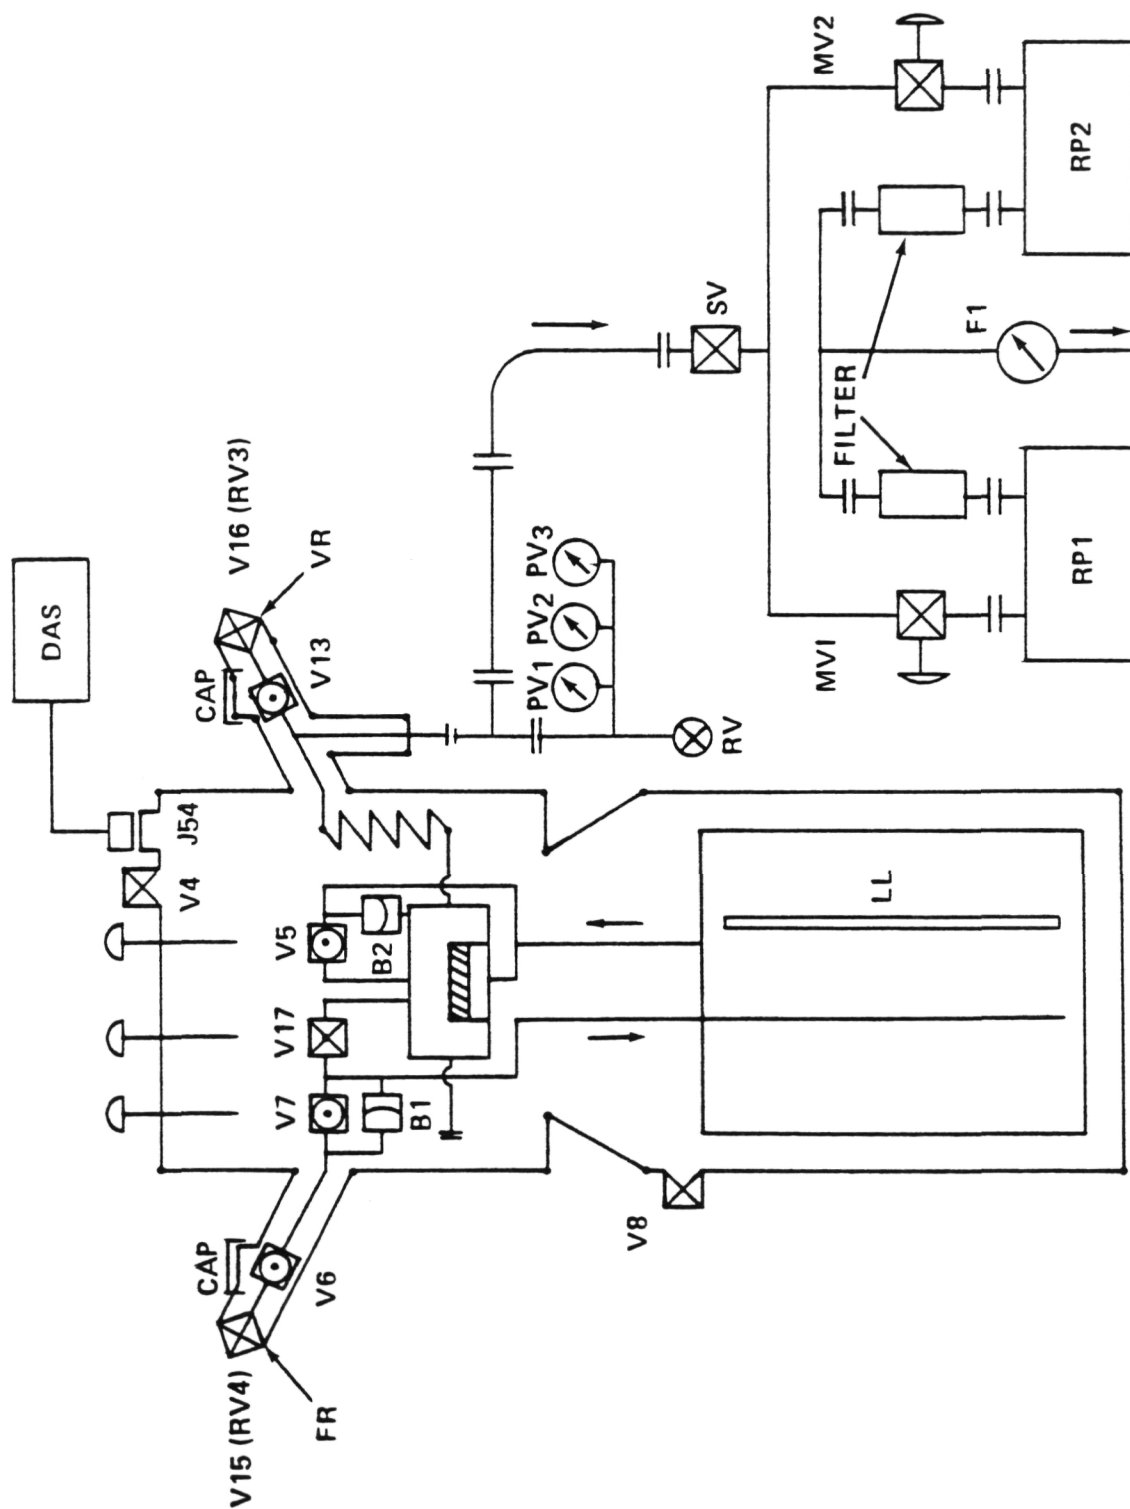 DAS
V16 (RV3)
VR
CAP
V13
J54
V4
V5
B2
V17
V7
B1
CAP
V6
V15 (RV4)
FR
V8
LL
PV1
PV2
PV3
RV
SV
MV2
MV1
FILTER
F1
RP2
RP1